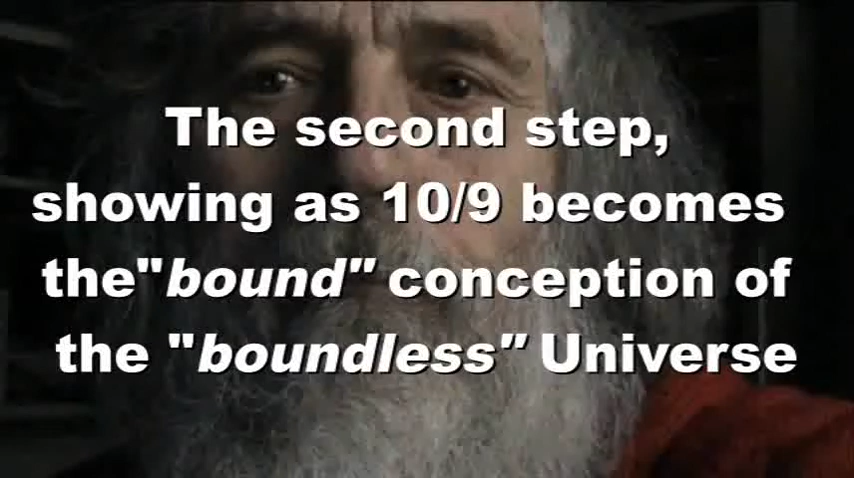 The second step,
showing as 10/9 becomes
the"bound" conception of
the "boundless" Universe